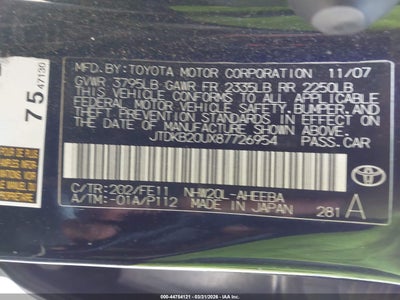 75
47130
MFD. BY: TOYOTA MOTOR CORPORATION 11/07
GVWR 3795LB GAWR FR 2335LB RR 2250LB
THIS VEHICLE CONFORMS TO ALL APPLICABLE
FEDERAL MOTOR VEHICLE SAFETY, BUMPER, AND
THEFT PREVENTION STANDARDS IN EFFECT ON
THE DATE OF MANUFACTURE SHOWN ABOVE.
JTDKB20UX87726954 PASS.CAR
C/TR: 202/FE11 NHW20L-AHEEBA
A/TM: -01A/P112 MADE IN JAPAN 281 A
TOYOTA
000-44754121 - 03/31/2026 - IAA Inc.